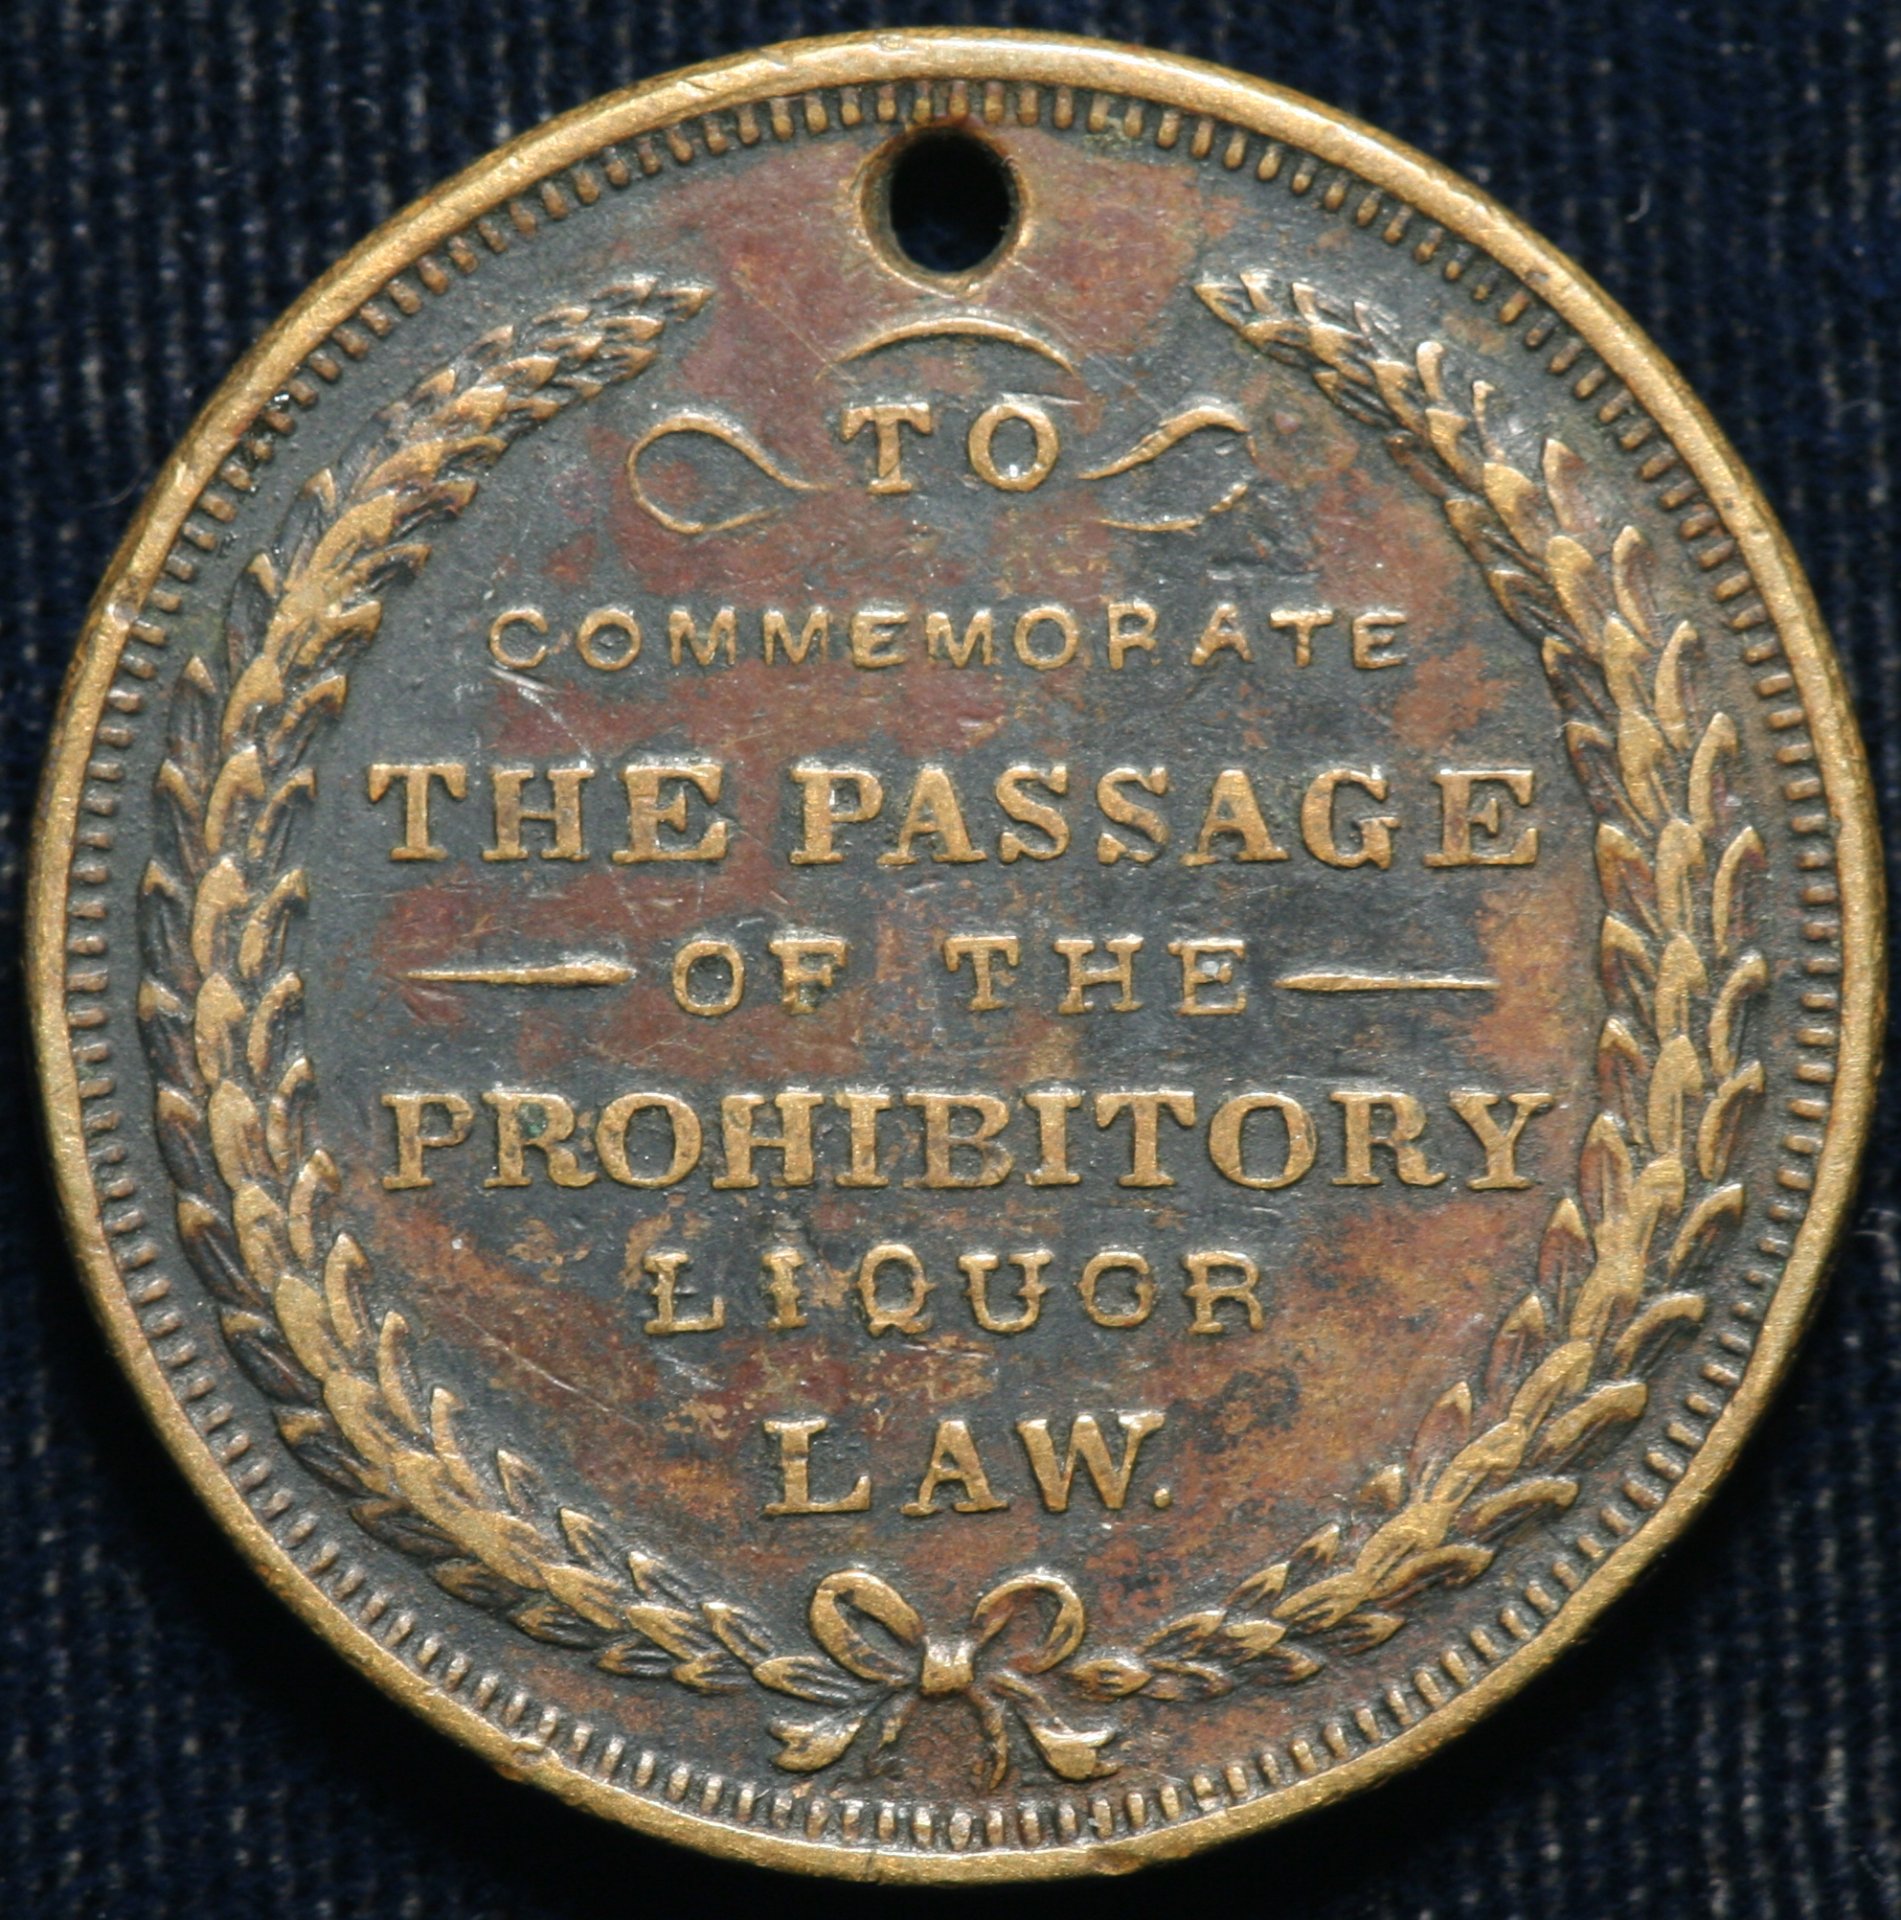 TO
COMMEMORATE
THE PASSAGE
OF THE
PROHIBITORY
LIQUOR
LAW.